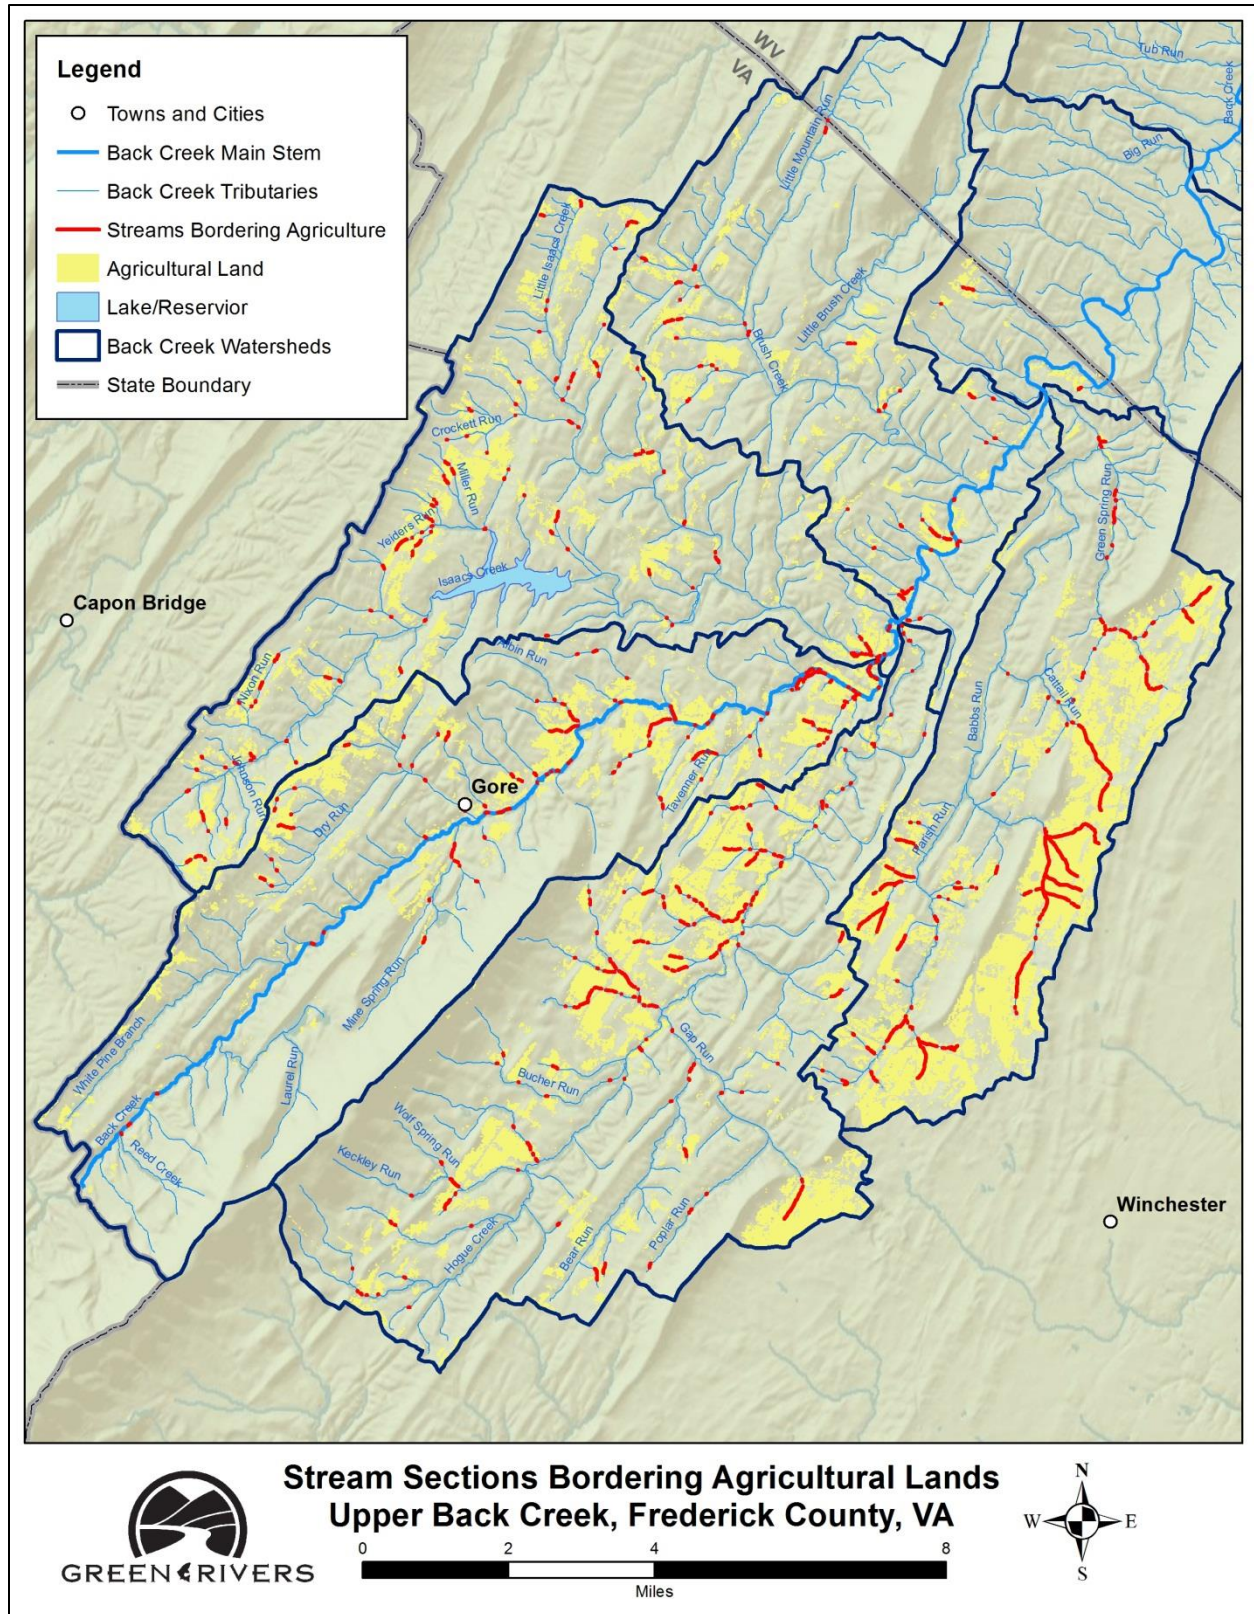 Legend
Towns and Cities
Back Creek Main Stem
Back Creek Tributaries
Streams Bordering Agriculture
Agricultural Land
Lake/Reservior
Back Creek Watersheds
State Boundary
WV
VA
Tub Run
Back Creek
Big Run
Little Mountain Run
Little Isaacs Creek
Little Brush Creek
Brush Creek
Crockett Run
Miller Run
Yeiders Run
Isaacs Creek
Green Spring Run
Capon Bridge
Nixon Run
Albin Run
Babbs Run
Cattail Run
Johnson Run
Gore
Tavenner Run
Dry Run
Parish Run
Mine Spring Run
White Pine Branch
Laurel Run
Gap Run
Bucher Run
Back Creek
Reed Creek
Wolf Spring Run
Keckley Run
Hogue Creek
Bear Run
Poplar Run
Winchester
Stream Sections Bordering Agricultural Lands
Upper Back Creek, Frederick County, VA
GREEN RIVERS
0 2 4 8
Miles
N
W E
S